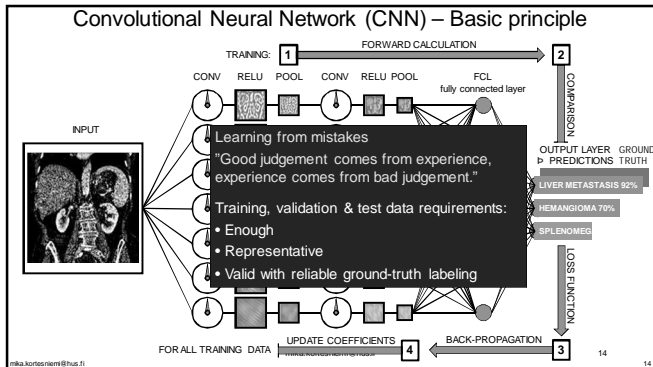 Convolutional Neural Network (CNN) – Basic principle
TRAINING:
1
FORWARD CALCULATION
2
CONV
RELU
POOL
CONV
RELU
POOL
FCL
fully connected layer
COMPARISON
INPUT
OUTPUT LAYER
PREDICTIONS
GROUND
TRUTH
Learning from mistakes
”Good judgement comes from experience,
experience comes from bad judgement.”
Training, validation & test data requirements:
• Enough
• Representative
• Valid with reliable ground-truth labeling
LIVER METASTASIS 92%
HEMANGIOMA 70%
SPLENOMEG
LOSS FUNCTION
FOR ALL TRAINING DATA
UPDATE COEFFICIENTS
4
BACK-PROPAGATION
3
mika.kortesniemi@hus.fi
14
mika.kortesniemi@hus.fi
14